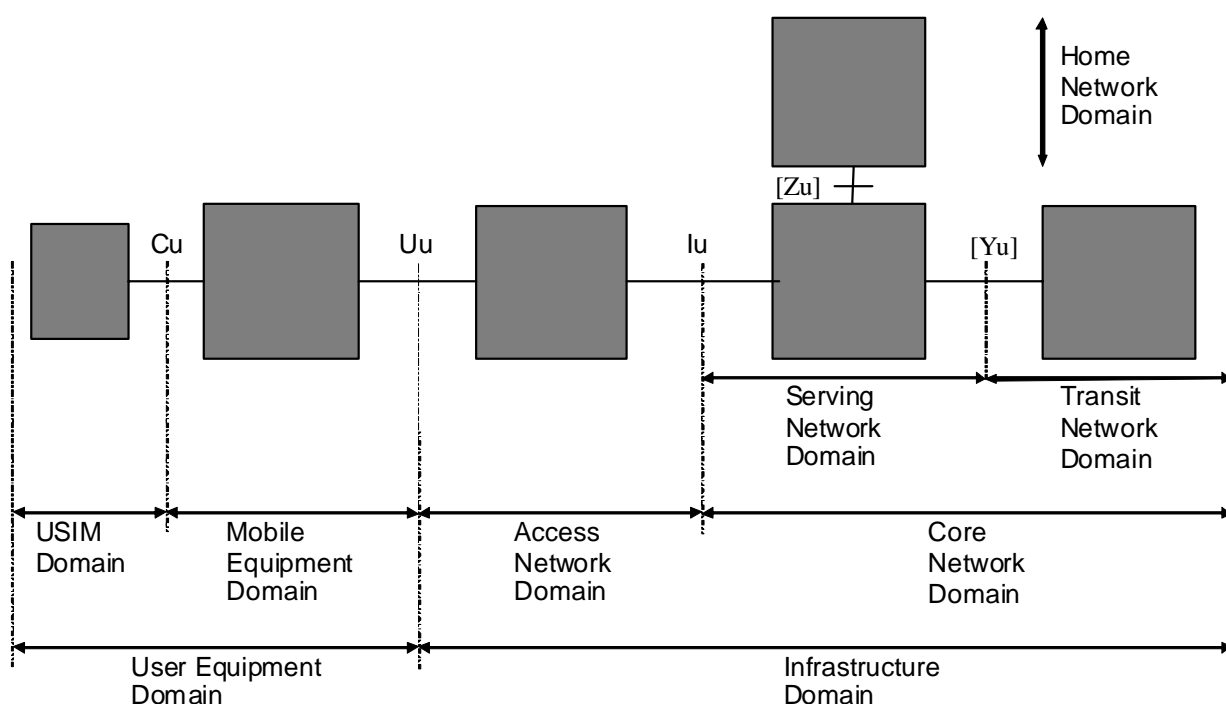 Home
Network
Domain
[Zu]
Cu
Uu
Iu
[Yu]
Serving
Network
Domain
Transit
Network
Domain
USIM
Domain
Mobile
Equipment
Domain
Access
Network
Domain
Core
Network
Domain
User Equipment
Domain
Infrastructure
Domain